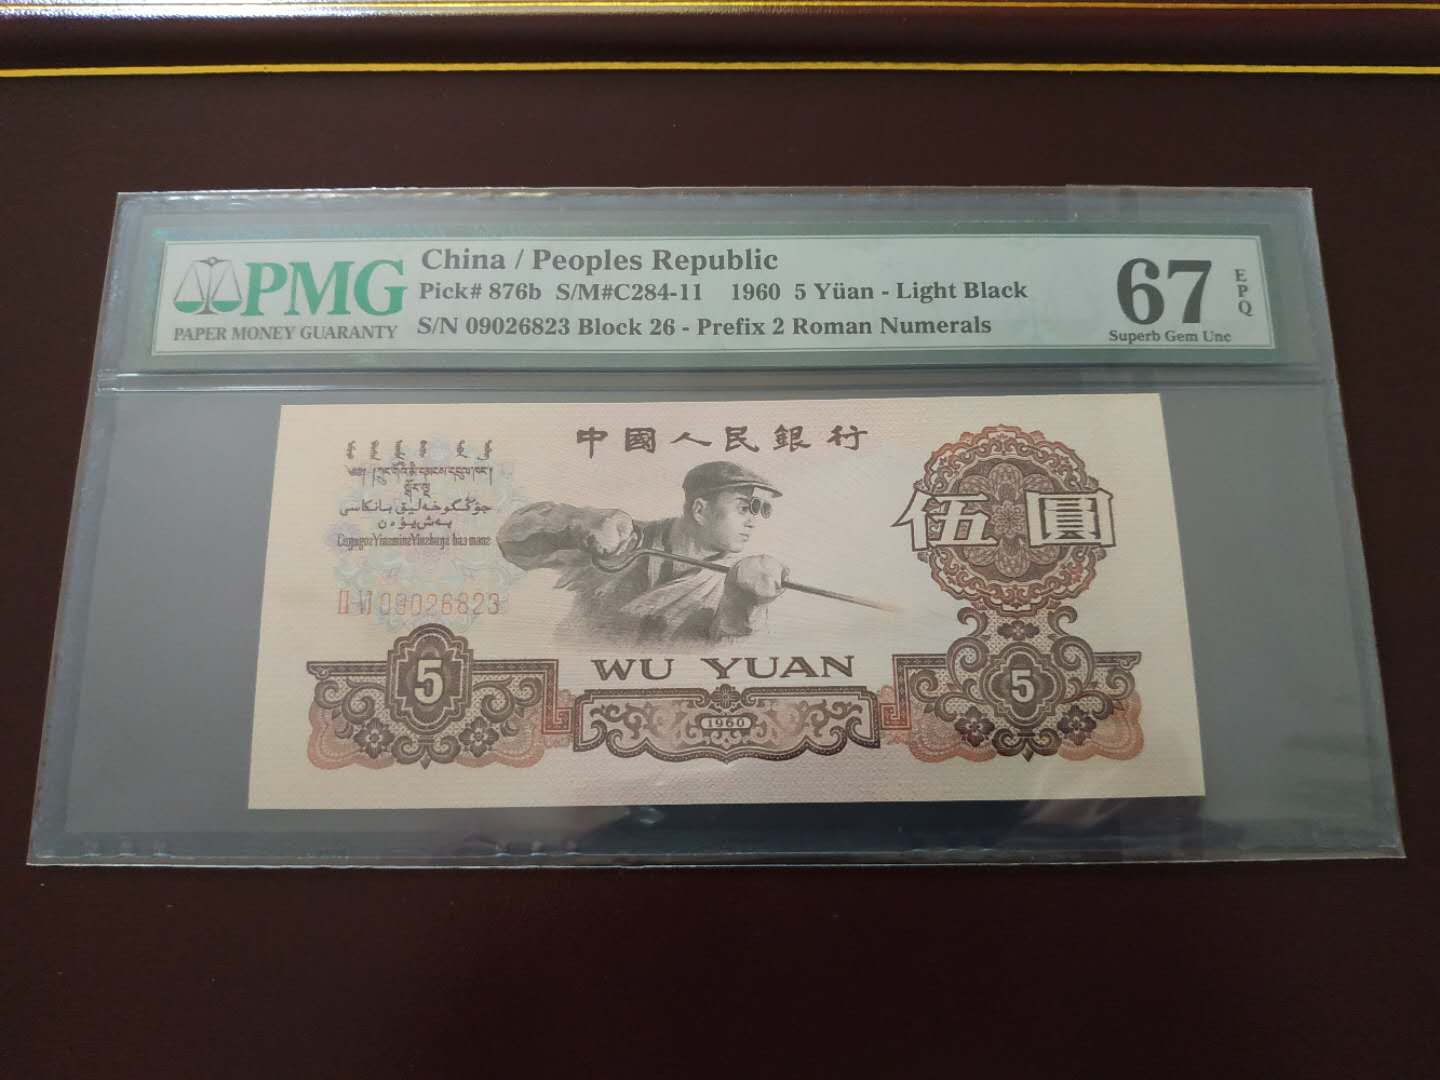 PMG
PAPER MONEY GUARANTY
China / Peoples Republic
Pick# 876b S/M#C284-11 1960 5 Yüan - Light Black
S/N 09026823 Block 26 - Prefix 2 Roman Numerals
67
EPQ
Superb Gem Unc
中國人民銀行
伍圓
09026823
WU YUAN
5
5
1960